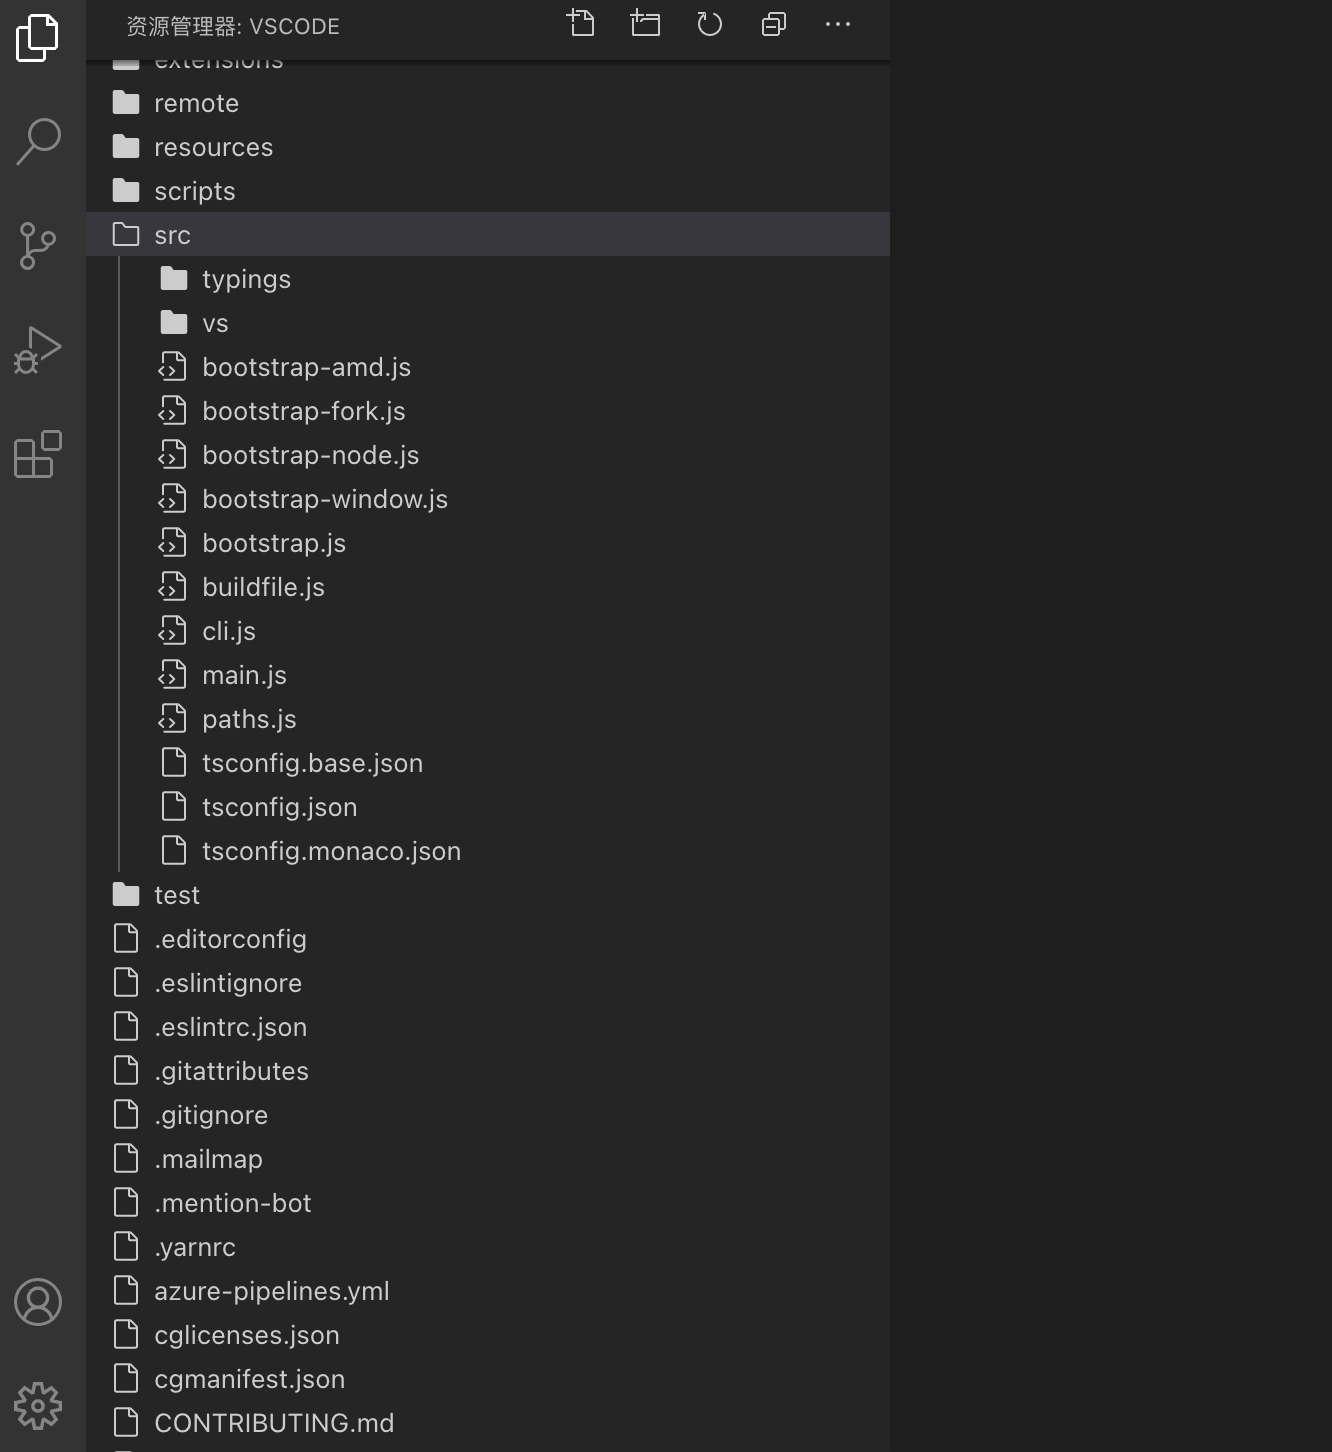 资源管理器: VSCODE
extensions
remote
resources
scripts
src
typings
vs
bootstrap-amd.js
bootstrap-fork.js
bootstrap-node.js
bootstrap-window.js
bootstrap.js
buildfile.js
cli.js
main.js
paths.js
tsconfig.base.json
tsconfig.json
tsconfig.monaco.json
test
.editorconfig
.eslintignore
.eslintrc.json
.gitattributes
.gitignore
.mailmap
.mention-bot
.yarnrc
azure-pipelines.yml
cglicenses.json
cgmanifest.json
CONTRIBUTING.md